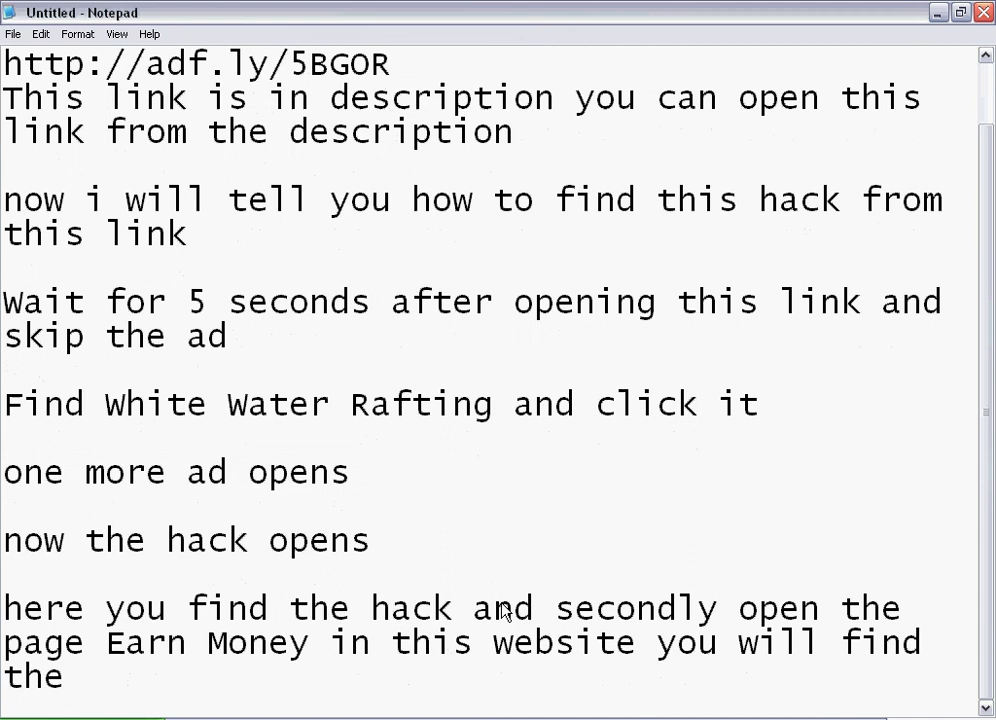 Untitled - Notepad
File Edit Format View Help
http://adf.ly/5BGOR
This link is in description you can open this
link from the description
now i will tell you how to find this hack from
this link
Wait for 5 seconds after opening this link and
skip the ad
Find White Water Rafting and click it
one more ad opens
now the hack opens
here you find the hack and secondly open the
page Earn Money in this website you will find
the